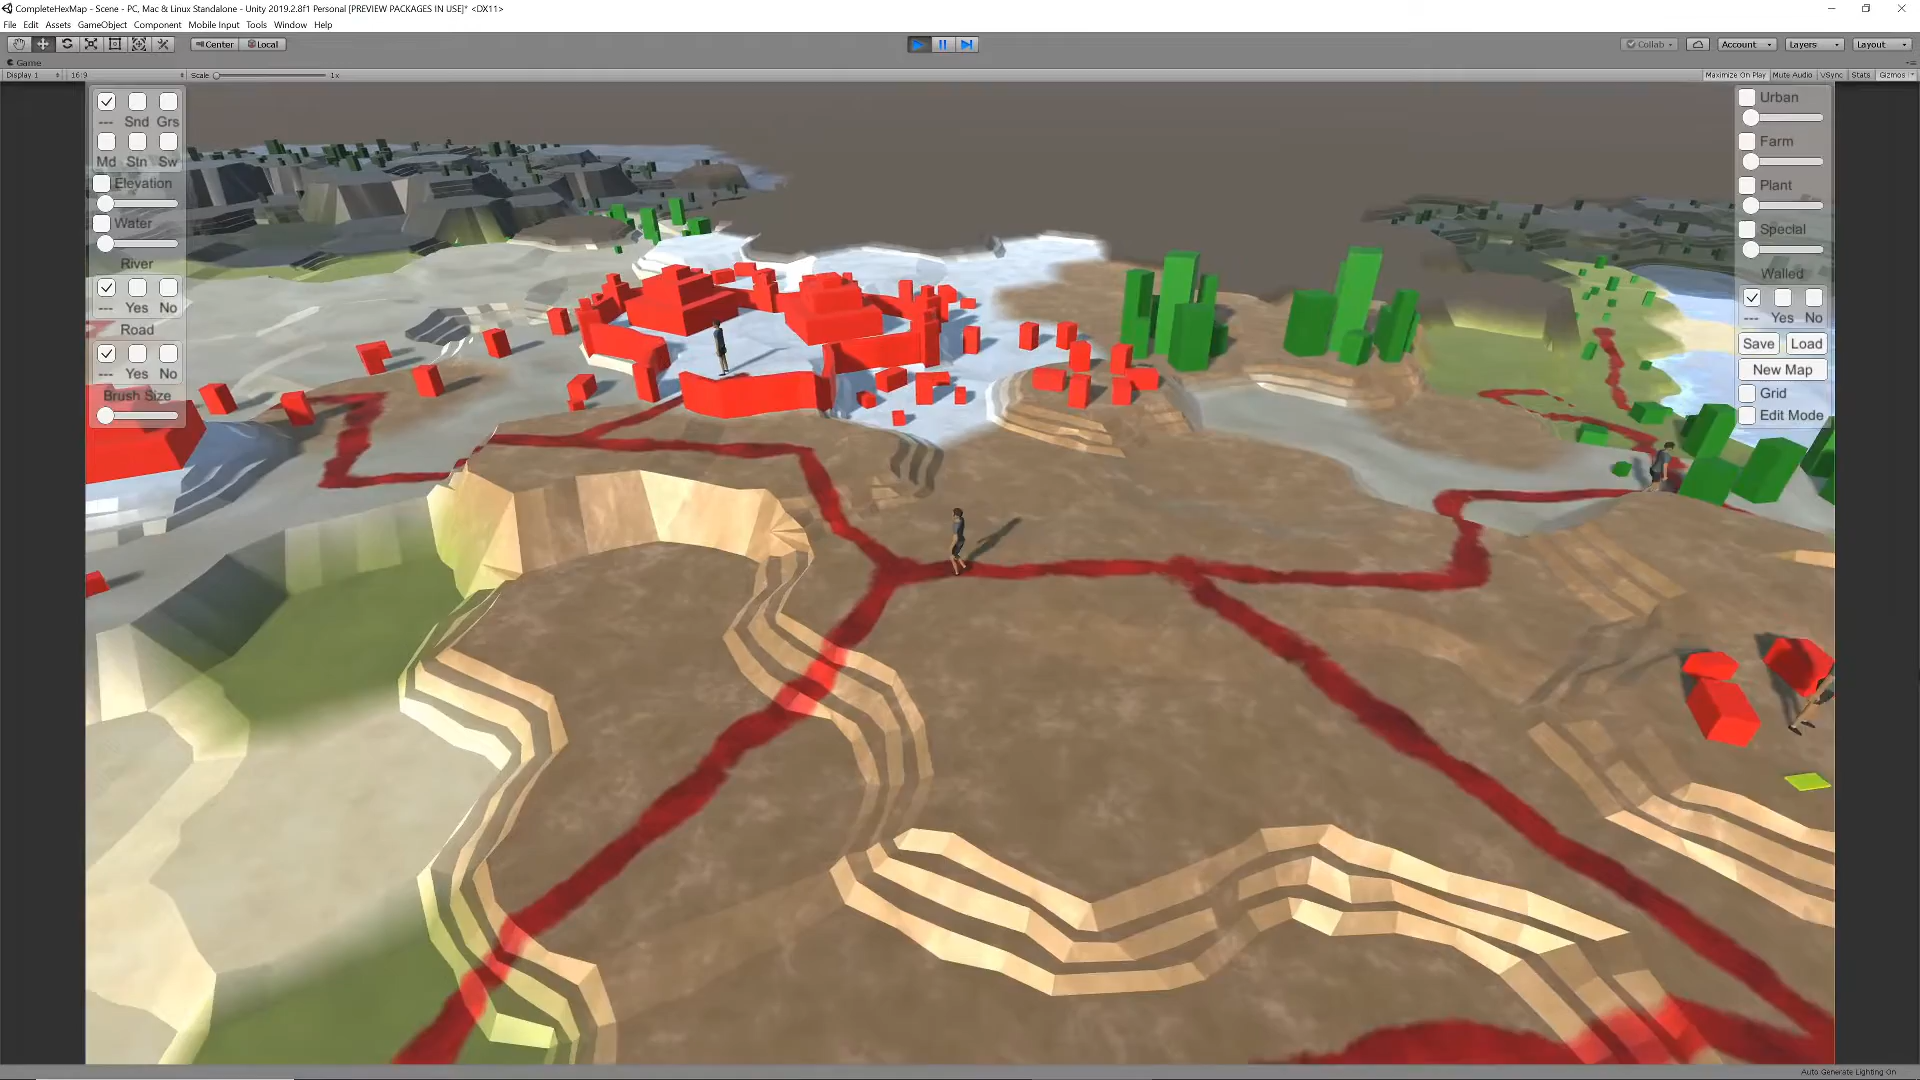 CompleteHexMap - Scene - PC, Mac & Linux Standalone - Unity 2019.2.8f1 Personal [PREVIEW PACKAGES IN USE]* <DX11>
File Edit Assets GameObject Component Mobile Input Tools Window Help
Center Local
Collab Account Layers Layout
Game
Display 1 16:9 Scale 1x
Maximize On Play Mute Audio VSync Stats Gizmos
--- Snd Grs
Md Stn Sw
Elevation
Water
River
--- Yes No
Road
--- Yes No
Brush Size
Urban
Farm
Plant
Special
Walled
--- Yes No
Save Load
New Map
Grid
Edit Mode
Auto Generate Lighting On